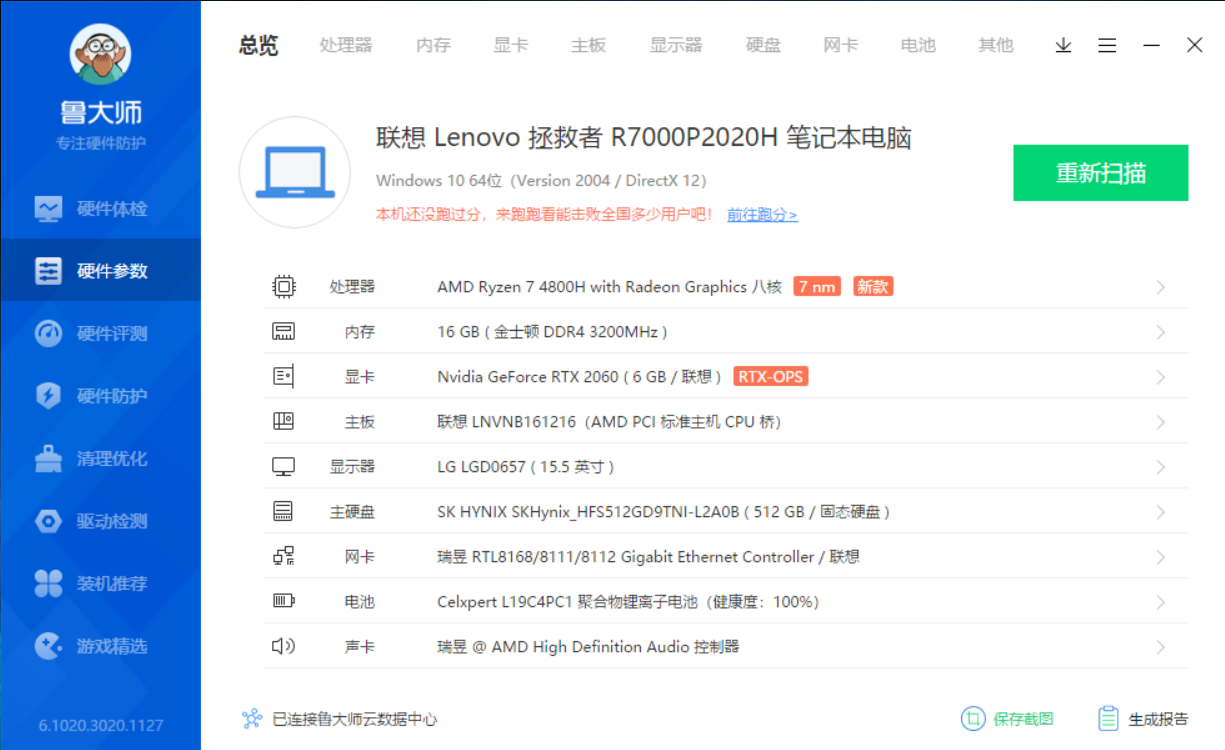 总览 处理器 内存 显卡 主板 显示器 硬盘 网卡 电池 其他
鲁大师
专注硬件防护
硬件体检
硬件参数
硬件评测
硬件防护
清理优化
驱动检测
装机推荐
游戏精选
6.1020.3020.1127
联想 Lenovo 拯救者 R7000P2020H 笔记本电脑
Windows 10 64位（Version 2004 / DirectX 12）
本机还没跑过分，来跑跑看能击败全国多少用户吧！ 前往跑分>
重新扫描
处理器 AMD Ryzen 7 4800H with Radeon Graphics 八核 7 nm 新款
内存 16 GB ( 金士顿 DDR4 3200MHz )
显卡 Nvidia GeForce RTX 2060 ( 6 GB / 联想 ) RTX-OPS
主板 联想 LNVNB161216（AMD PCI 标准主机 CPU 桥）
显示器 LG LGD0657 ( 15.5 英寸 )
主硬盘 SK HYNIX SKHynix_HFS512GD9TNI-L2A0B ( 512 GB / 固态硬盘 )
网卡 瑞昱 RTL8168/8111/8112 Gigabit Ethernet Controller / 联想
电池 Celxpert L19C4PC1 聚合物锂离子电池（健康度：100%）
声卡 瑞昱 @ AMD High Definition Audio 控制器
已连接鲁大师云数据中心 保存截图 生成报告